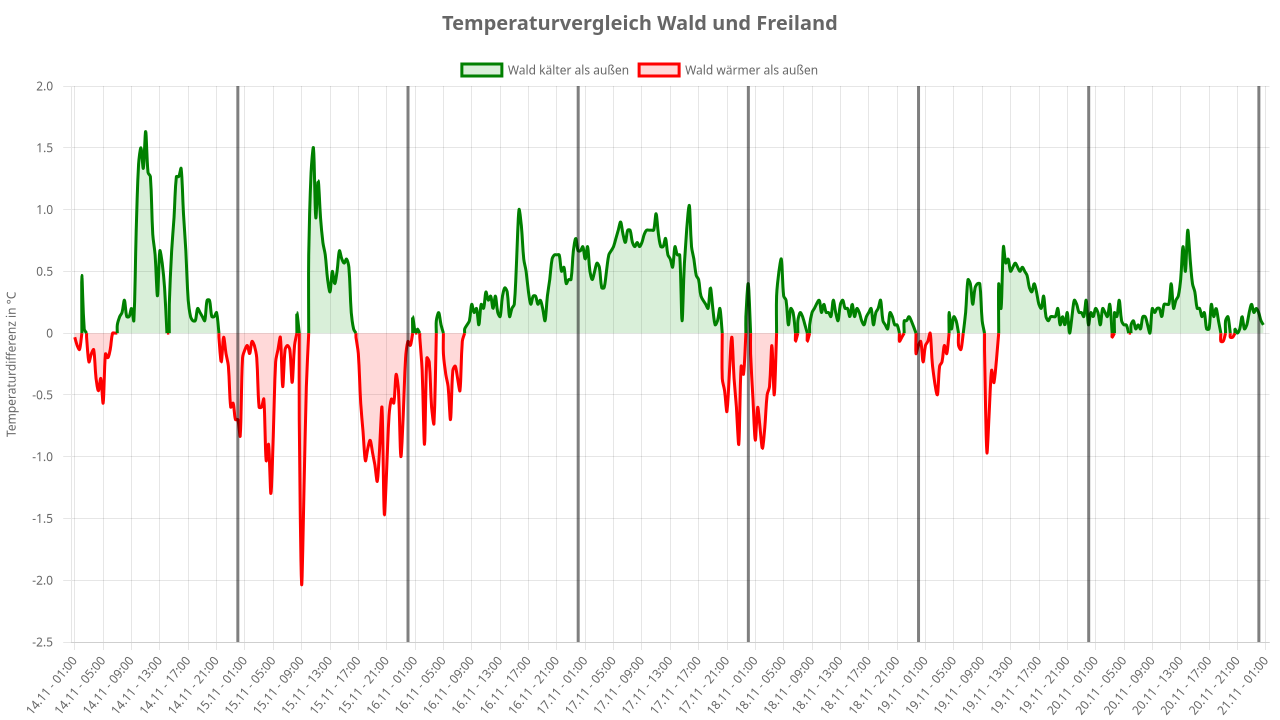 Temperaturvergleich Wald und Freiland
Wald kälter als außen
Wald wärmer als außen
Temperaturdifferenz in °C
2.0
1.5
1.0
0.5
0
-0.5
-1.0
-1.5
-2.0
-2.5
14.11 - 01:00
14.11 - 05:00
14.11 - 09:00
14.11 - 13:00
14.11 - 17:00
14.11 - 21:00
15.11 - 01:00
15.11 - 05:00
15.11 - 09:00
15.11 - 13:00
15.11 - 17:00
15.11 - 21:00
16.11 - 01:00
16.11 - 05:00
16.11 - 09:00
16.11 - 13:00
16.11 - 17:00
16.11 - 21:00
17.11 - 01:00
17.11 - 05:00
17.11 - 09:00
17.11 - 13:00
17.11 - 17:00
17.11 - 21:00
18.11 - 01:00
18.11 - 05:00
18.11 - 09:00
18.11 - 13:00
18.11 - 17:00
18.11 - 21:00
19.11 - 01:00
19.11 - 05:00
19.11 - 09:00
19.11 - 13:00
19.11 - 17:00
19.11 - 21:00
20.11 - 01:00
20.11 - 05:00
20.11 - 09:00
20.11 - 13:00
20.11 - 17:00
20.11 - 21:00
21.11 - 01:00